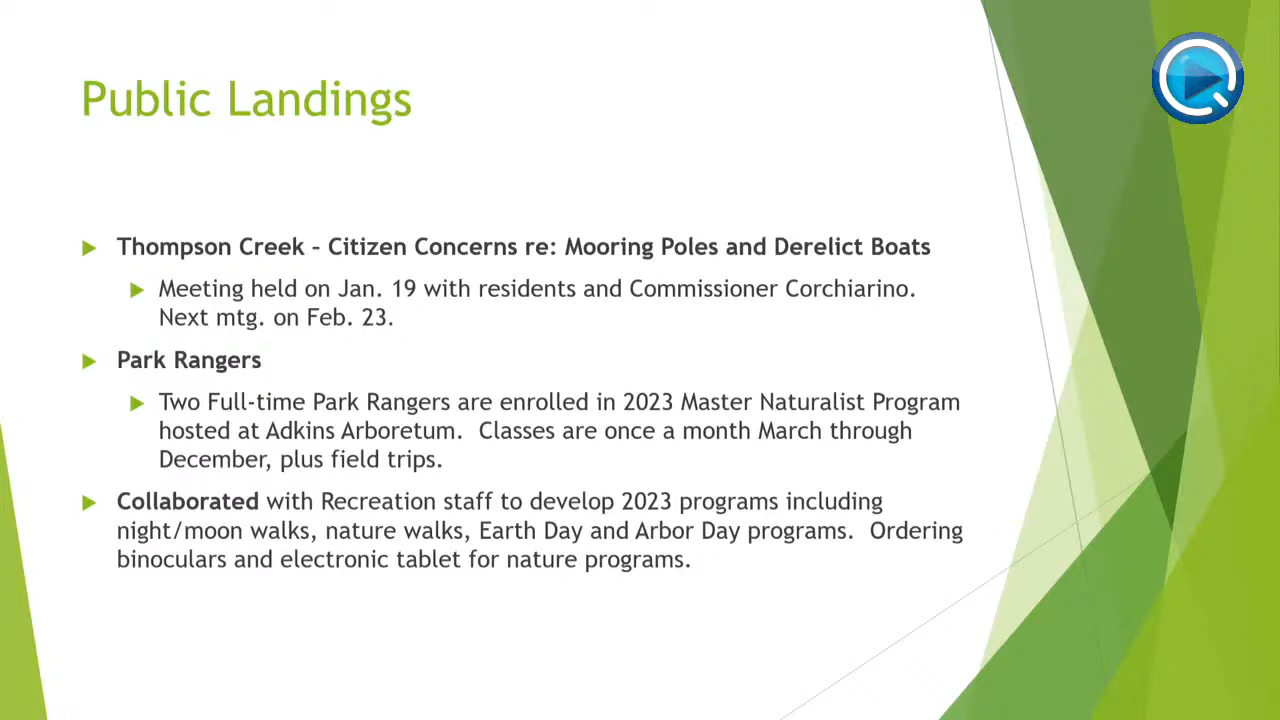 Public Landings
Thompson Creek – Citizen Concerns re: Mooring Poles and Derelict Boats
Meeting held on Jan. 19 with residents and Commissioner Corchiarino.
Next mtg. on Feb. 23.
Park Rangers
Two Full-time Park Rangers are enrolled in 2023 Master Naturalist Program
hosted at Adkins Arboretum.  Classes are once a month March through
December, plus field trips.
Collaborated with Recreation staff to develop 2023 programs including
night/moon walks, nature walks, Earth Day and Arbor Day programs.  Ordering
binoculars and electronic tablet for nature programs.